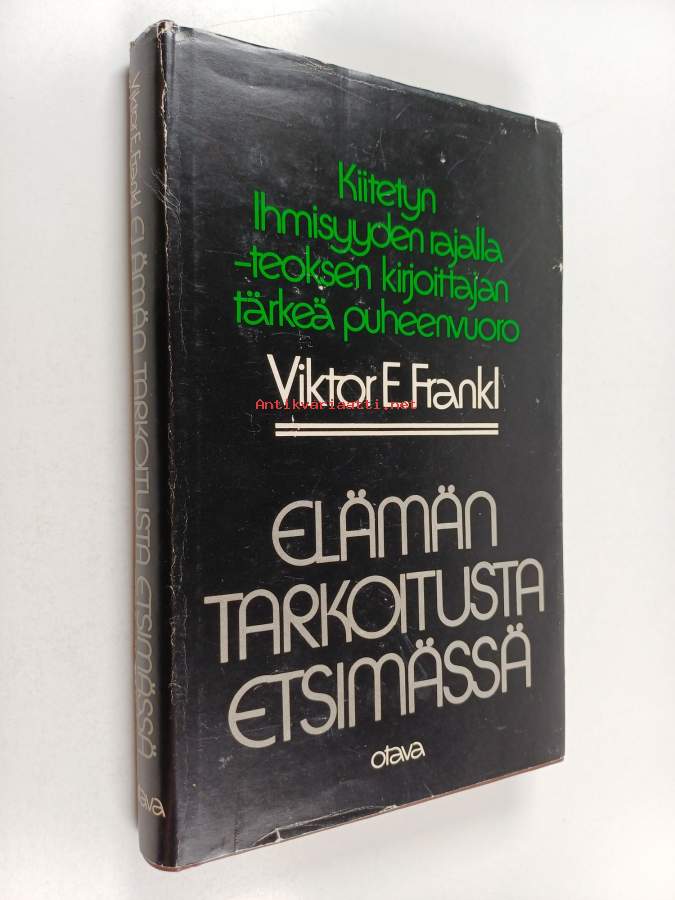 Kiitetyn
Ihmisyyden rajalla
-teoksen kirjoittajan
tärkeä puheenvuoro
Viktor E. Frankl
Antikvariaatti.net
ELÄMÄN
TARKOITUSTA
ETSIMÄSSÄ
otava
Viktor E. Frankl ELÄMÄN TARKOITUSTA ETSIMÄSSÄ